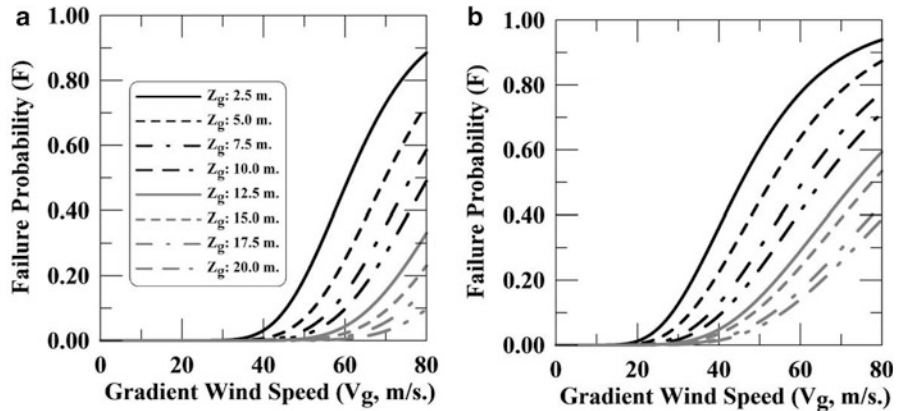 a
Failure Probability (F)
1.00
0.80
0.60
0.40
0.20
0.00
Zg: 2.5 m.
Zg: 5.0 m.
Zg: 7.5 m.
Zg: 10.0 m.
Zg: 12.5 m.
Zg: 15.0 m.
Zg: 17.5 m.
Zg: 20.0 m.
0 20 40 60 80
Gradient Wind Speed (Vg, m/s.)
b
Failure Probability (F)
1.00
0.80
0.60
0.40
0.20
0.00
0 20 40 60 80
Gradient Wind Speed (Vg, m/s.)